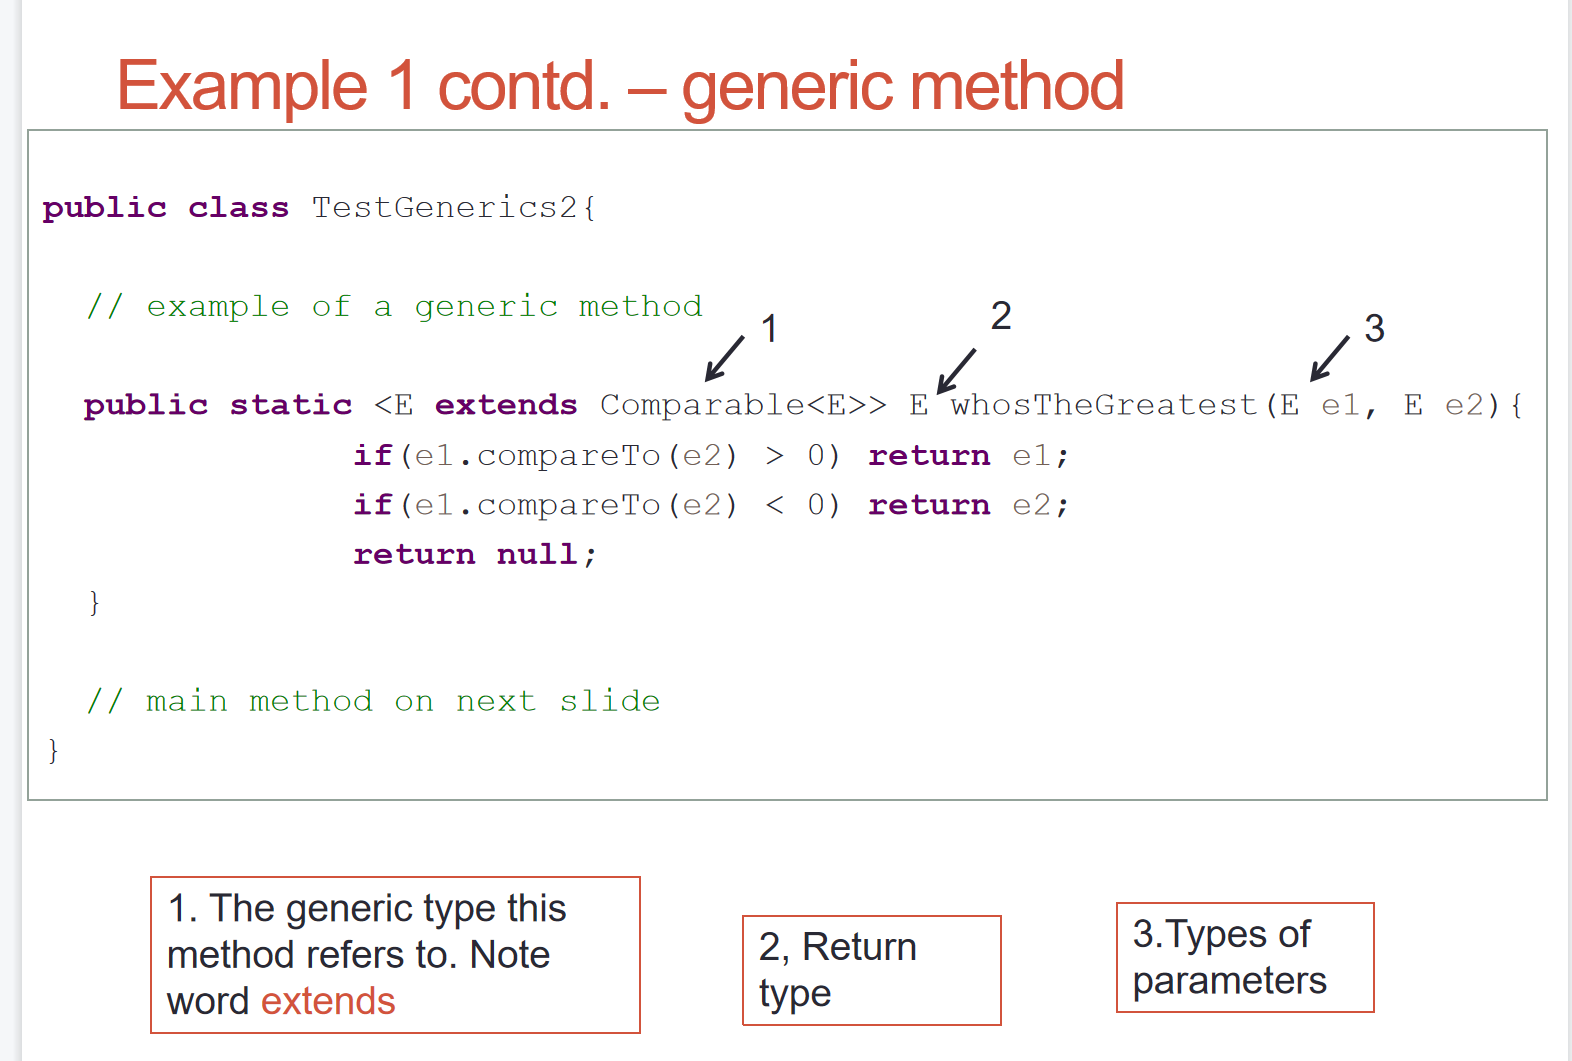 Example 1 contd. – generic method
public class TestGenerics2{
// example of a generic method
1
2
3
public static <E extends Comparable<E>> E whosTheGreatest(E e1, E e2){
if(e1.compareTo(e2) > 0) return e1;
if(e1.compareTo(e2) < 0) return e2;
return null;
}
// main method on next slide
}
1. The generic type this
method refers to. Note
word extends
2, Return
type
3.Types of
parameters